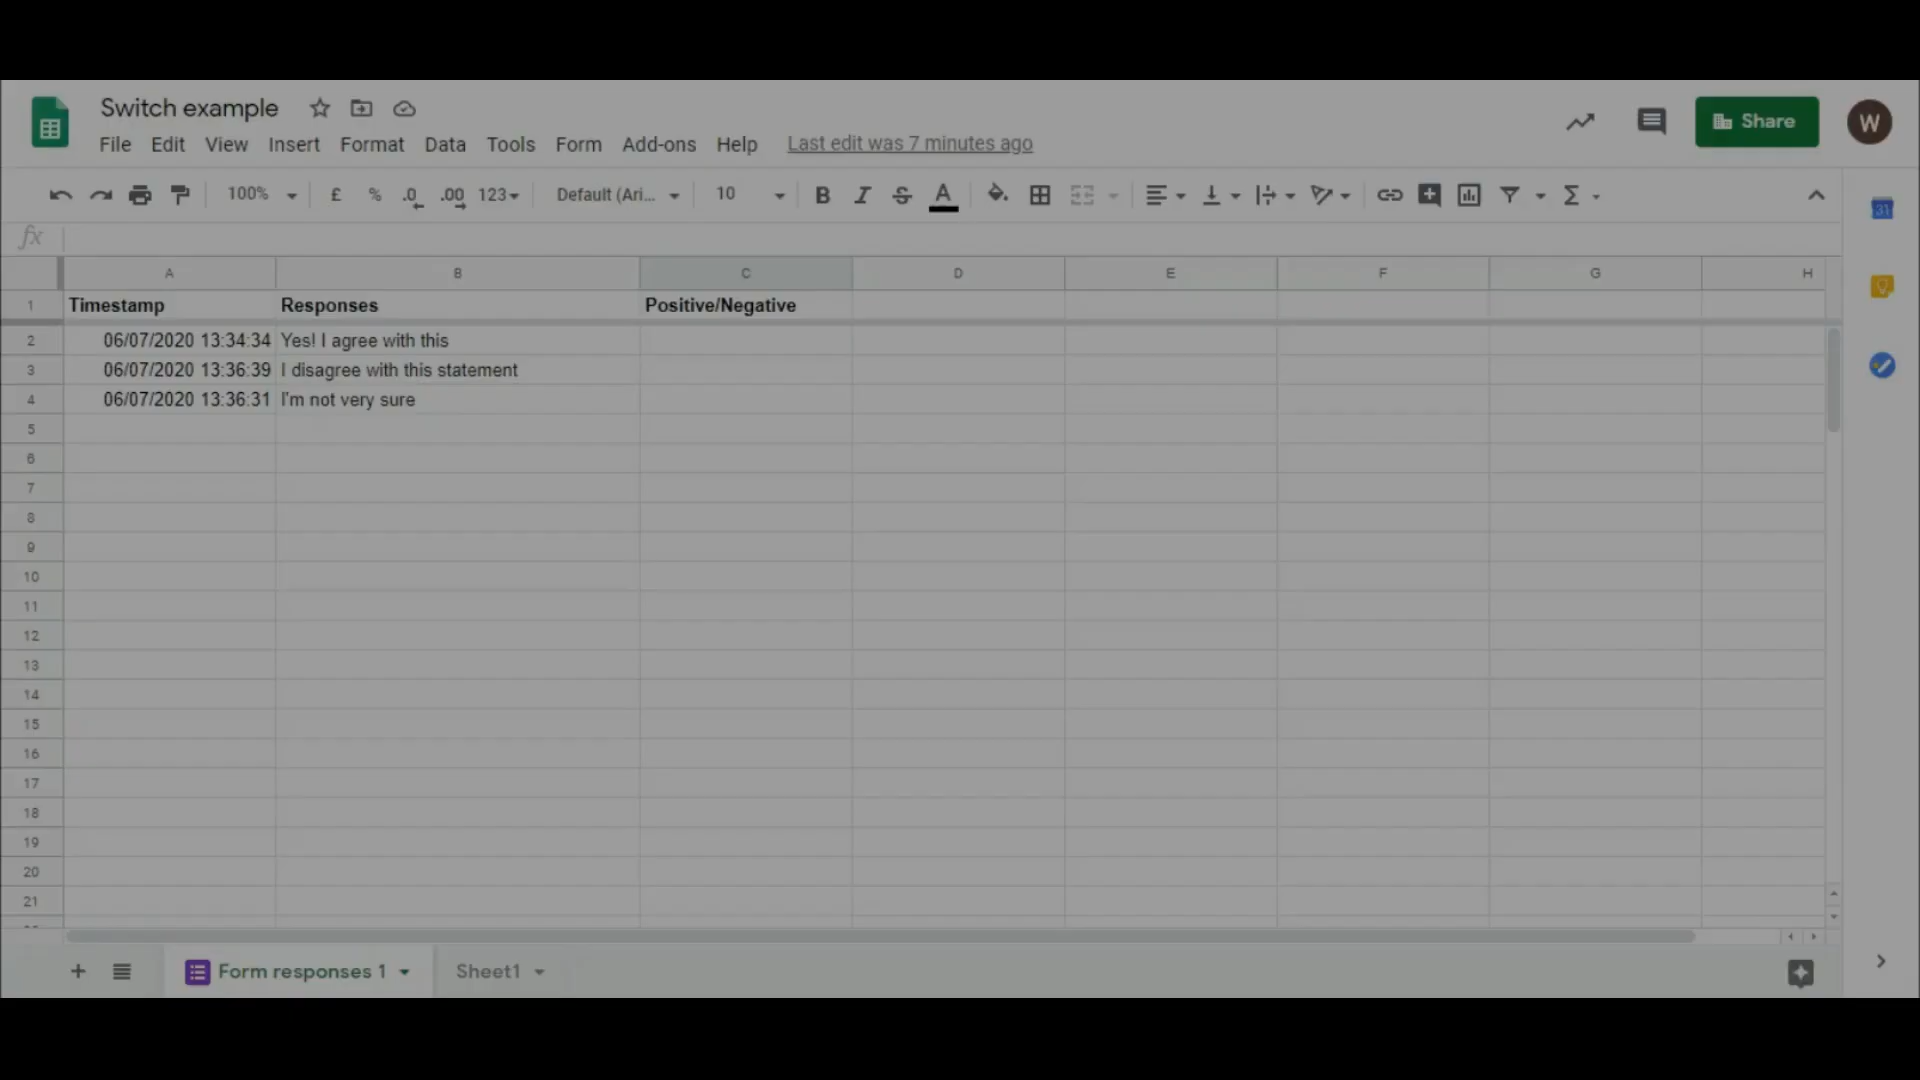 Switch example
File Edit View Insert Format Data Tools Form Add-ons Help Last edit was 7 minutes ago
Share
W
100% £ % .0 .00 123 Default (Ari... 10 B I S A Σ
31
fx
A B C D E F G H
1 Timestamp Responses Positive/Negative
2 06/07/2020 13:34:34 Yes! I agree with this
3 06/07/2020 13:36:39 I disagree with this statement
4 06/07/2020 13:36:31 I'm not very sure
5
6
7
8
9
10
11
12
13
14
15
16
17
18
19
20
21
Form responses 1 Sheet1